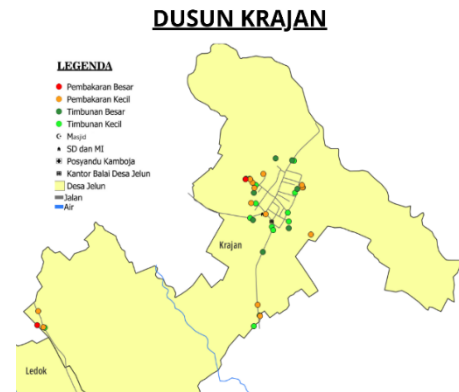 DUSUN KRAJAN
LEGENDA
Pembakaran Besar
Pembakaran Kecil
Timbunan Besar
Timbunan Kecil
Masjid
SD dan MI
Posyandu Kamboja
Kantor Balai Desa Jelun
Desa Jelun
Jalan
Air
Krajan
Ledok